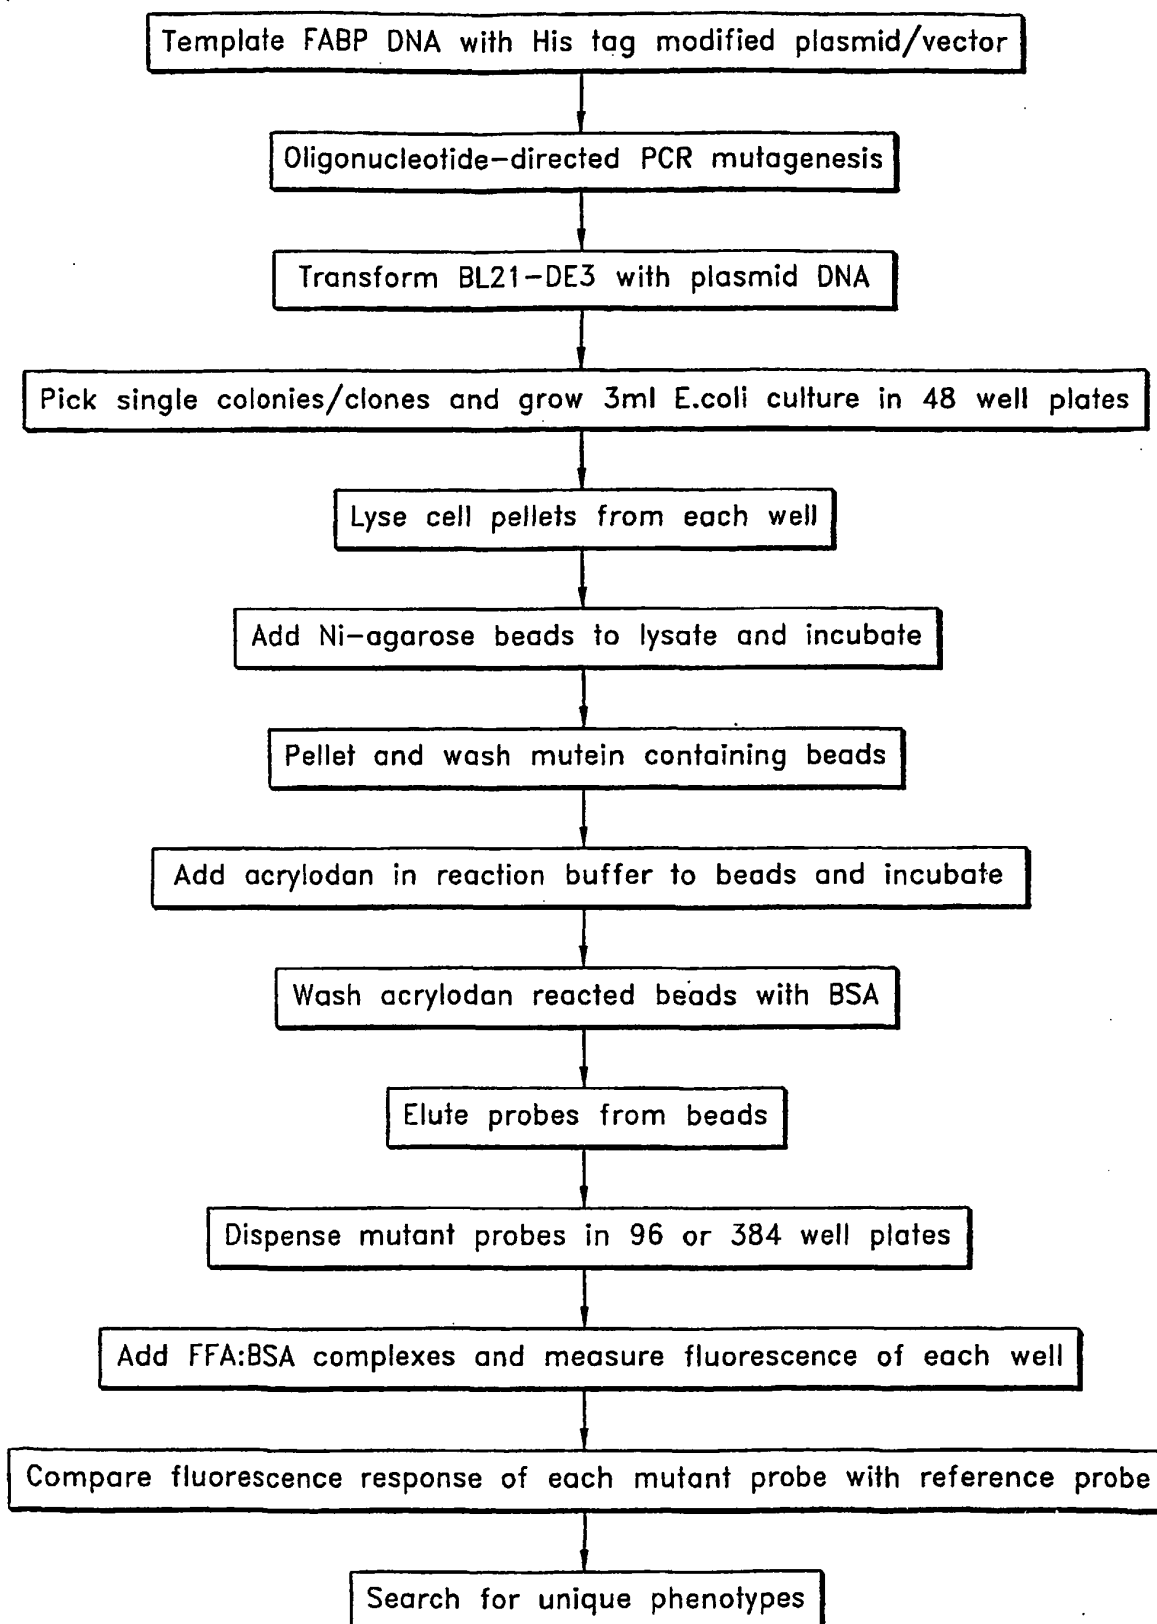 Template FABP DNA with His tag modified plasmid/vector
Oligonucleotide-directed PCR mutagenesis
Transform BL21-DE3 with plasmid DNA
Pick single colonies/clones and grow 3ml E.coli culture in 48 well plates
Lyse cell pellets from each well
Add Ni-agarose beads to lysate and incubate
Pellet and wash mutein containing beads
Add acrylodan in reaction buffer to beads and incubate
Wash acrylodan reacted beads with BSA
Elute probes from beads
Dispense mutant probes in 96 or 384 well plates
Add FFA:BSA complexes and measure fluorescence of each well
Compare fluorescence response of each mutant probe with reference probe
Search for unique phenotypes